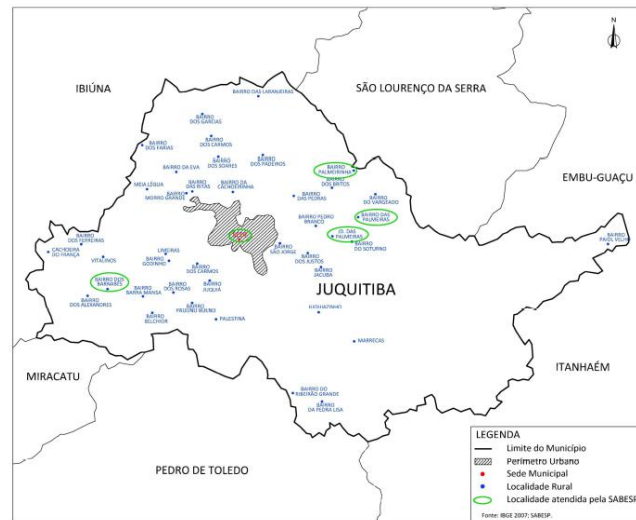 N
IBIÚNA
SÃO LOURENÇO DA SERRA
BAIRRO DAS LARANJEIRAS
BAIRRO
DOS GARCIAS
BAIRRO
DOS CARMOS
BAIRRO
DOS FARIAS
BAIRRO
DOS SOARES
BAIRRO
DOS PADEIROS
BAIRRO DA EVA
BAIRRO
PALMEIRINHA
EMBU-GUAÇU
BAIRRO
DOS BRITOS
MEIA LÉGUA
BAIRRO
DAS RITAS
MORRO GRANDE
BAIRRO DA
CACHOEIRINHA
BAIRRO
DAS PEDRAS
BAIRRO
DO VARGEADO
BAIRRO DAS
PALMEIRAS
BAIRRO PEDRO
BRANCO
JD. DAS
PALMEIRAS
SEDE
BAIRRO
DOS FERREIRAS
CACHOEIRA
DO FRANÇA
VITALINOS
BAIRRO
SÃO JORGE
BAIRRO
DO SOTURNO
BAIRRO
PAIOL VELHO
BAIRRO
GODINHO
BAIRRO
DOS CARMOS
BAIRRO
DOS JUSTOS
BAIRRO
JACUBA
BAIRRO DOS
BARNABÉS
BAIRRO
BARRA MANSA
BAIRRO
DOS ROSAS
BAIRRO
JUQUIÁ
JUQUITIBA
BAIRRO
DOS ALEXANDRES
BAIRRO
BELCHIOR
BAIRRO
PAULINO BUENO
PALESTINA
MARRECAS
ITANHAÉM
MIRACATU
BAIRRO DO
RIBEIRÃO GRANDE
BAIRRO
DA PEDRA LISA
PEDRO DE TOLEDO
LEGENDA
Limite do Município
Perímetro Urbano
Sede Municipal
Localidade Rural
Localidade atendida pela SABESP
Fonte: IBGE 2007; SABESP.